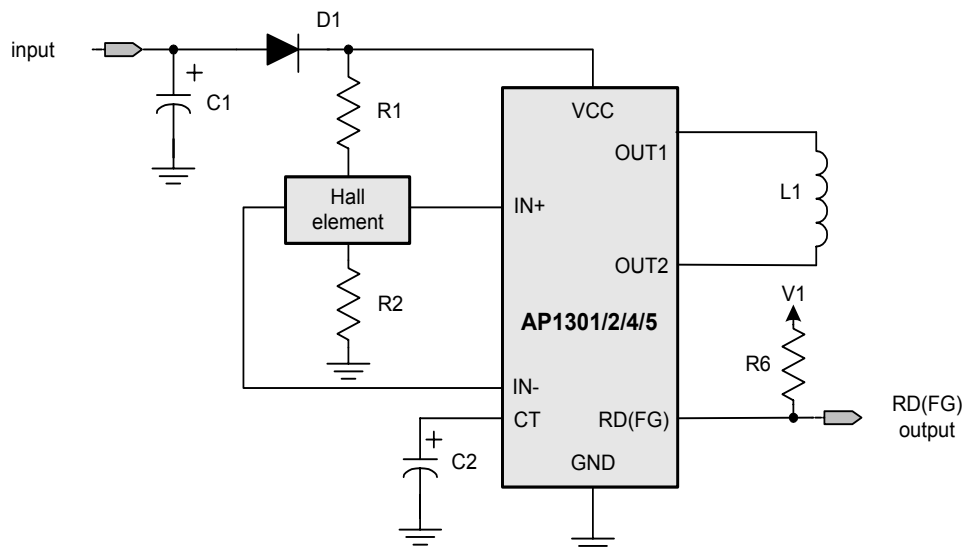 D1
input
+
C1
R1
VCC
OUT1
Hall
element
IN+
L1
OUT2
R2
V1
AP1301/2/4/5
R6
IN-
CT
RD(FG)
RD(FG)
output
+
C2
GND